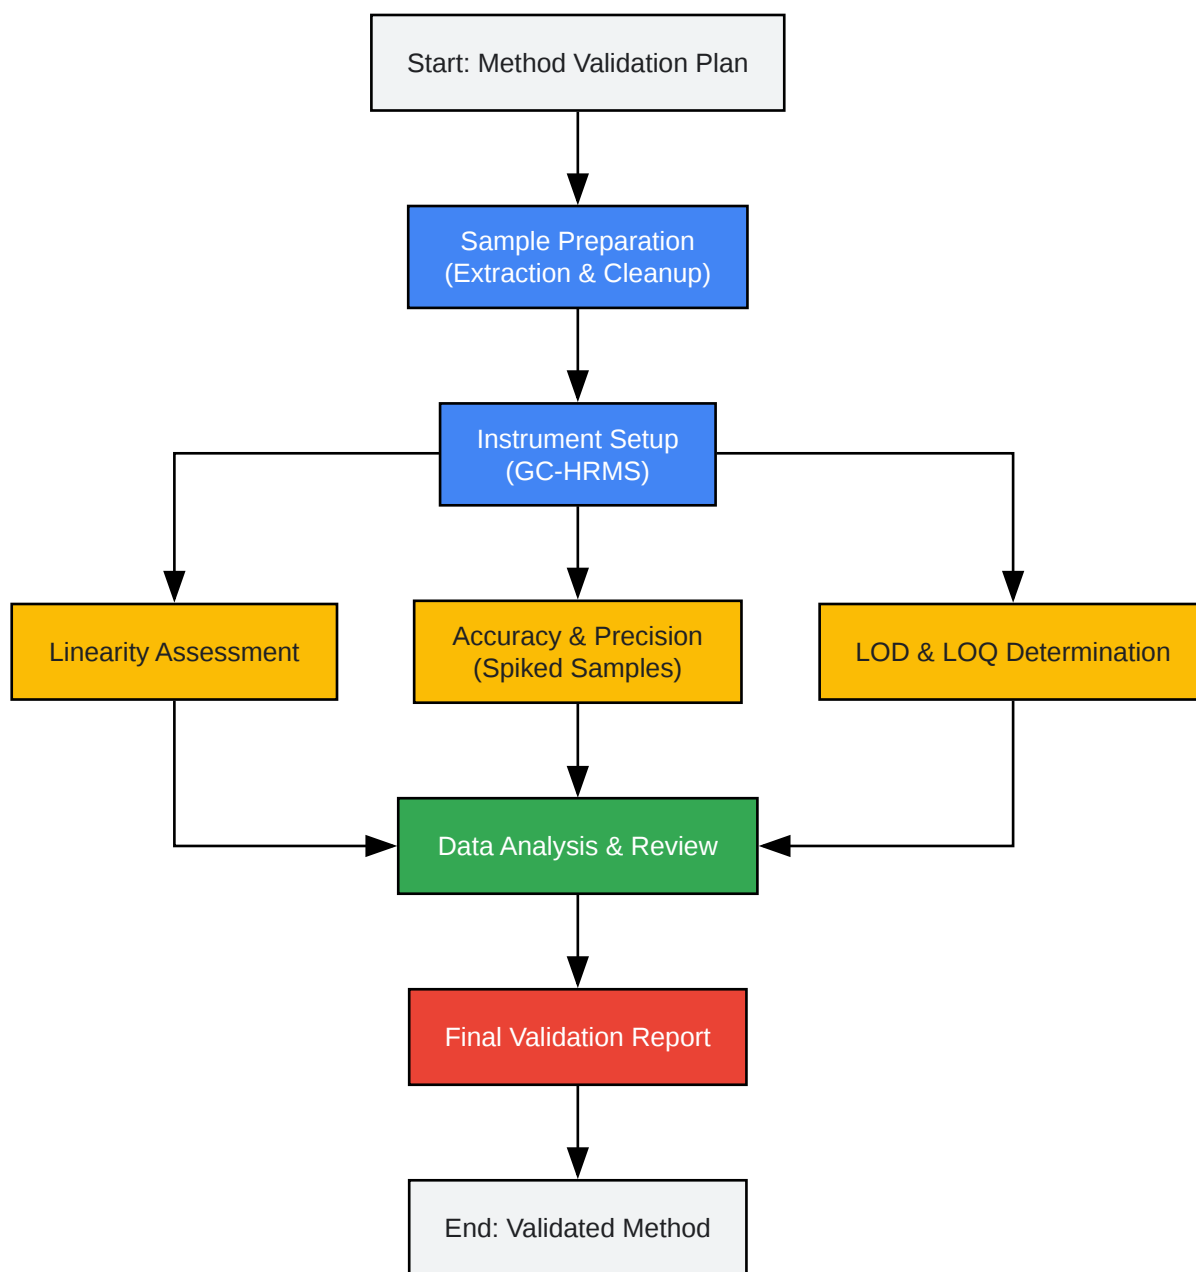 Start: Method Validation Plan
Sample Preparation
(Extraction & Cleanup)
Instrument Setup
(GC-HRMS)
Linearity Assessment
Accuracy & Precision
(Spiked Samples)
LOD & LOQ Determination
Data Analysis & Review
Final Validation Report
End: Validated Method